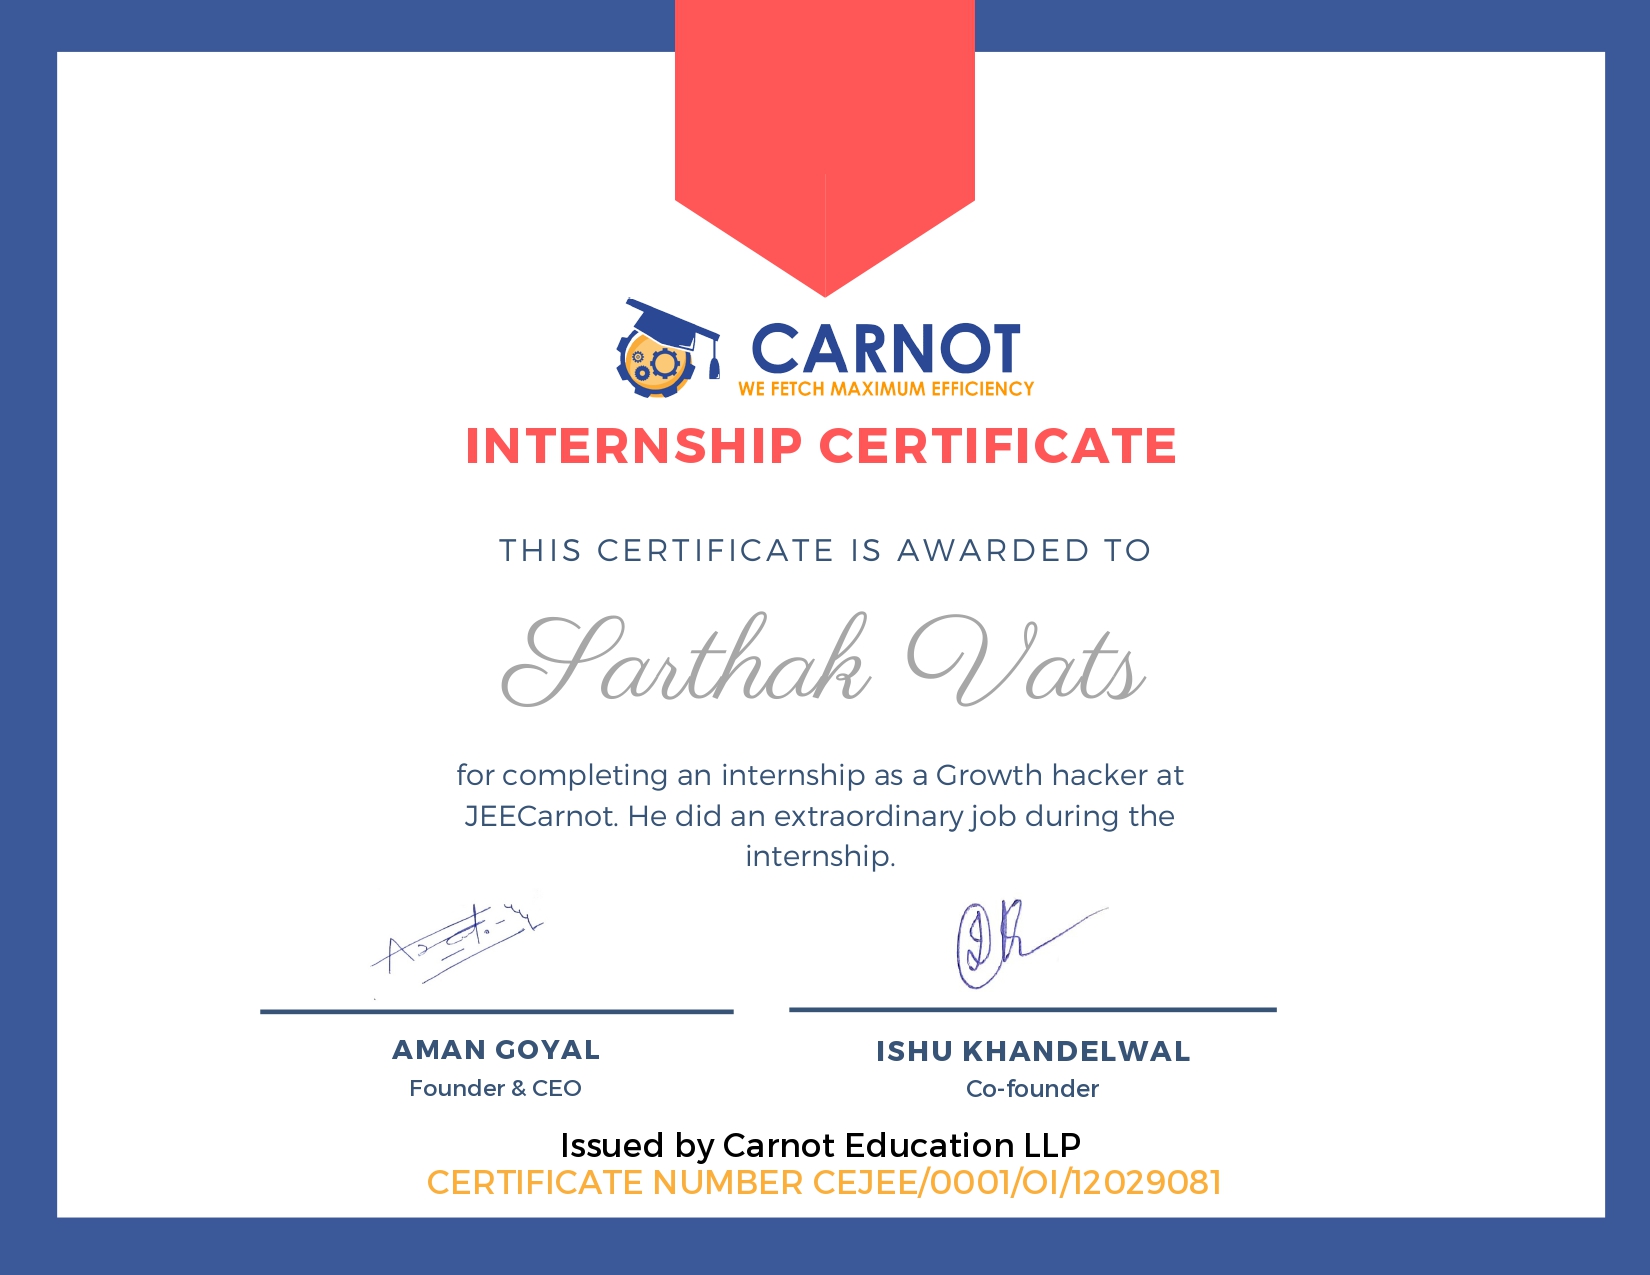 CARNOT
WE FETCH MAXIMUM EFFICIENCY
INTERNSHIP CERTIFICATE
THIS CERTIFICATE IS AWARDED TO
Sarthak Vats
for completing an internship as a Growth hacker at
JEECarnot. He did an extraordinary job during the
internship.
AMAN GOYAL
Founder & CEO
ISHU KHANDELWAL
Co-founder
Issued by Carnot Education LLP
CERTIFICATE NUMBER CEJEE/0001/OI/12029081